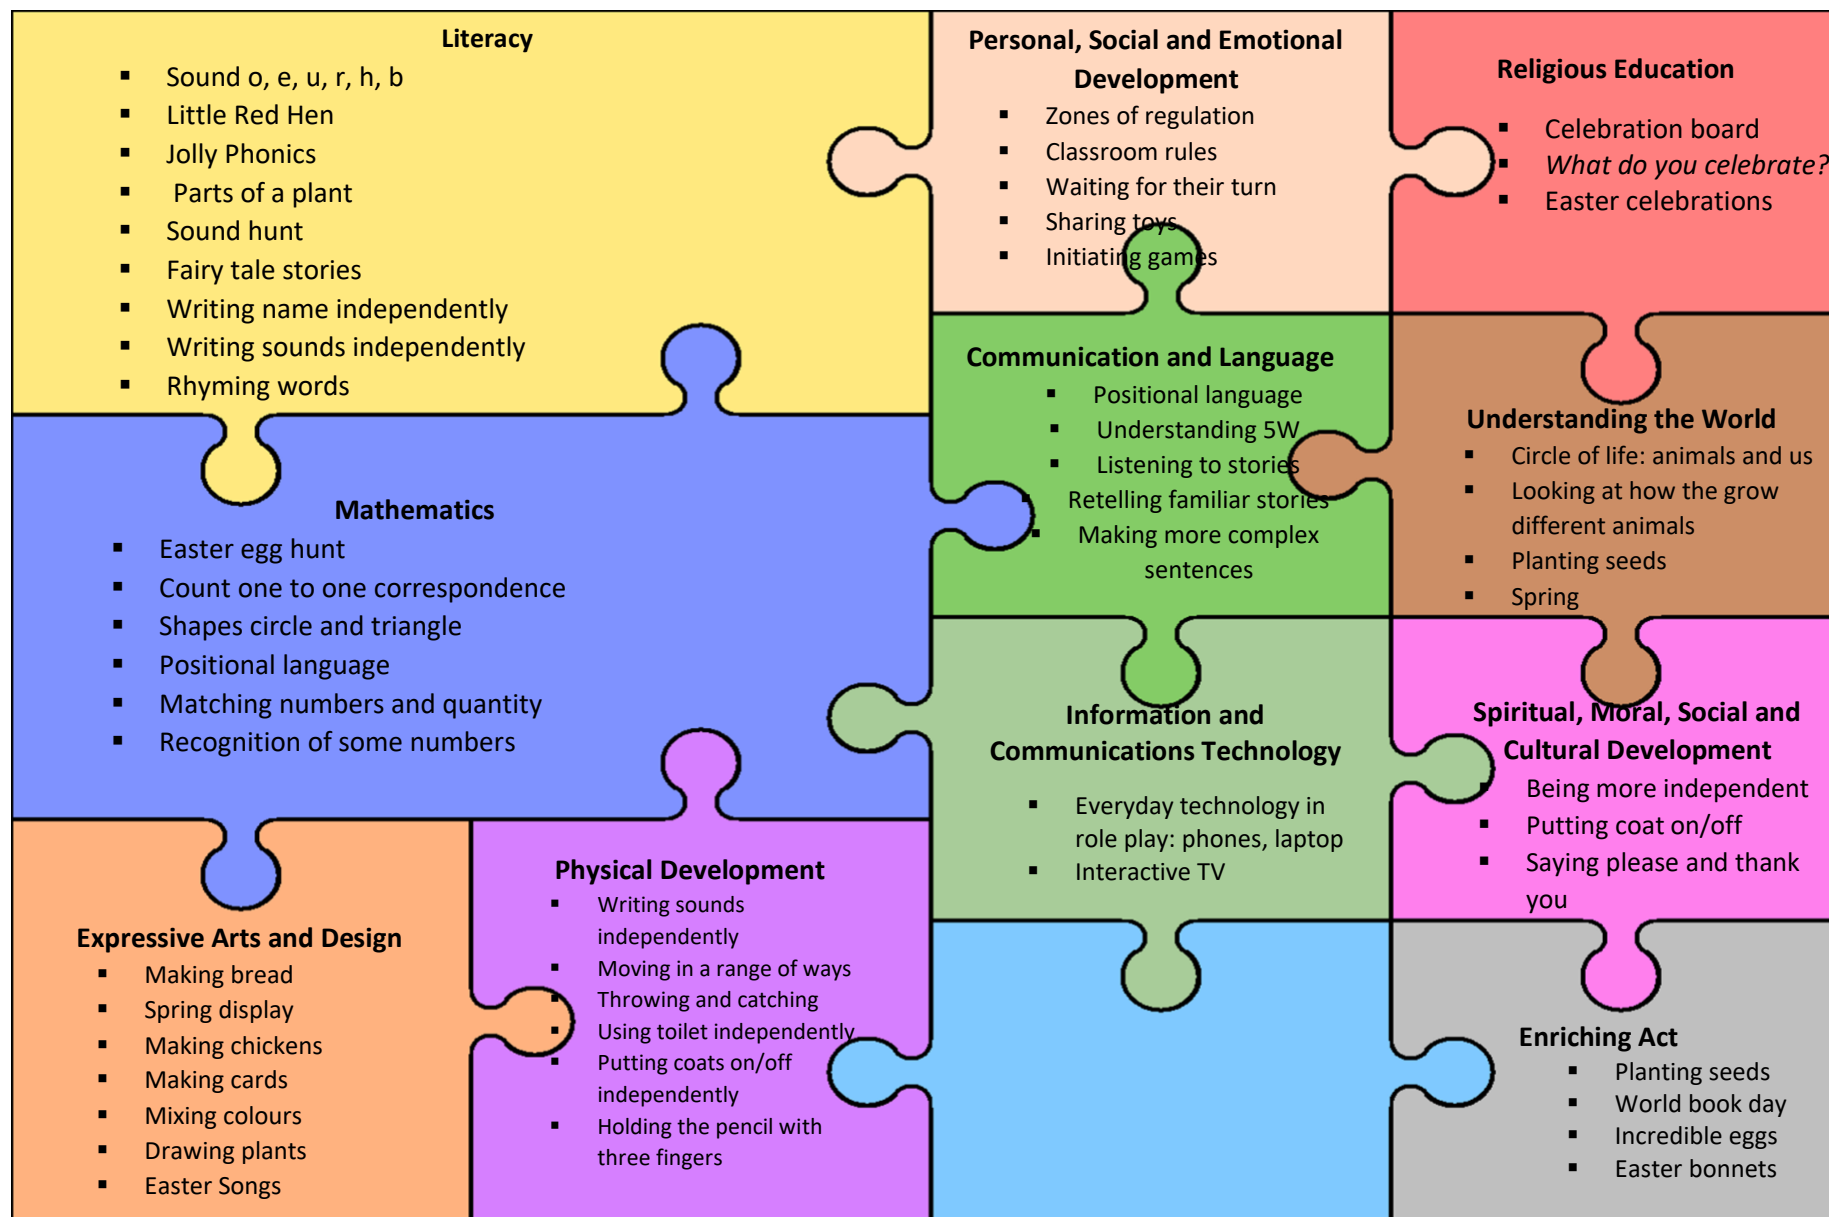 Literacy
▪ Sound o, e, u, r, h, b
▪ Little Red Hen
▪ Jolly Phonics
▪ Parts of a plant
▪ Sound hunt
▪ Fairy tale stories
▪ Writing name independently
▪ Writing sounds independently
▪ Rhyming words
Personal, Social and Emotional
Development
▪ Zones of regulation
▪ Classroom rules
▪ Waiting for their turn
▪ Sharing toys
▪ Initiating games
Religious Education
▪ Celebration board
▪ What do you celebrate?
▪ Easter celebrations
Mathematics
▪ Easter egg hunt
▪ Count one to one correspondence
▪ Shapes circle and triangle
▪ Positional language
▪ Matching numbers and quantity
▪ Recognition of some numbers
Communication and Language
▪ Positional language
▪ Understanding 5W
▪ Listening to stories
▪ Retelling familiar stories
▪ Making more complex
sentences
Understanding the World
▪ Circle of life: animals and us
▪ Looking at how the grow
different animals
▪ Planting seeds
▪ Spring
Information and
Communications Technology
▪ Everyday technology in
role play: phones, laptop
▪ Interactive TV
Spiritual, Moral, Social and
Cultural Development
▪ Being more independent
▪ Putting coat on/off
▪ Saying please and thank
you
Expressive Arts and Design
▪ Making bread
▪ Spring display
▪ Making chickens
▪ Making cards
▪ Mixing colours
▪ Drawing plants
▪ Easter Songs
Physical Development
▪ Writing sounds
independently
▪ Moving in a range of ways
▪ Throwing and catching
▪ Using toilet independently
▪ Putting coats on/off
independently
▪ Holding the pencil with
three fingers
Enriching Act
▪ Planting seeds
▪ World book day
▪ Incredible eggs
▪ Easter bonnets